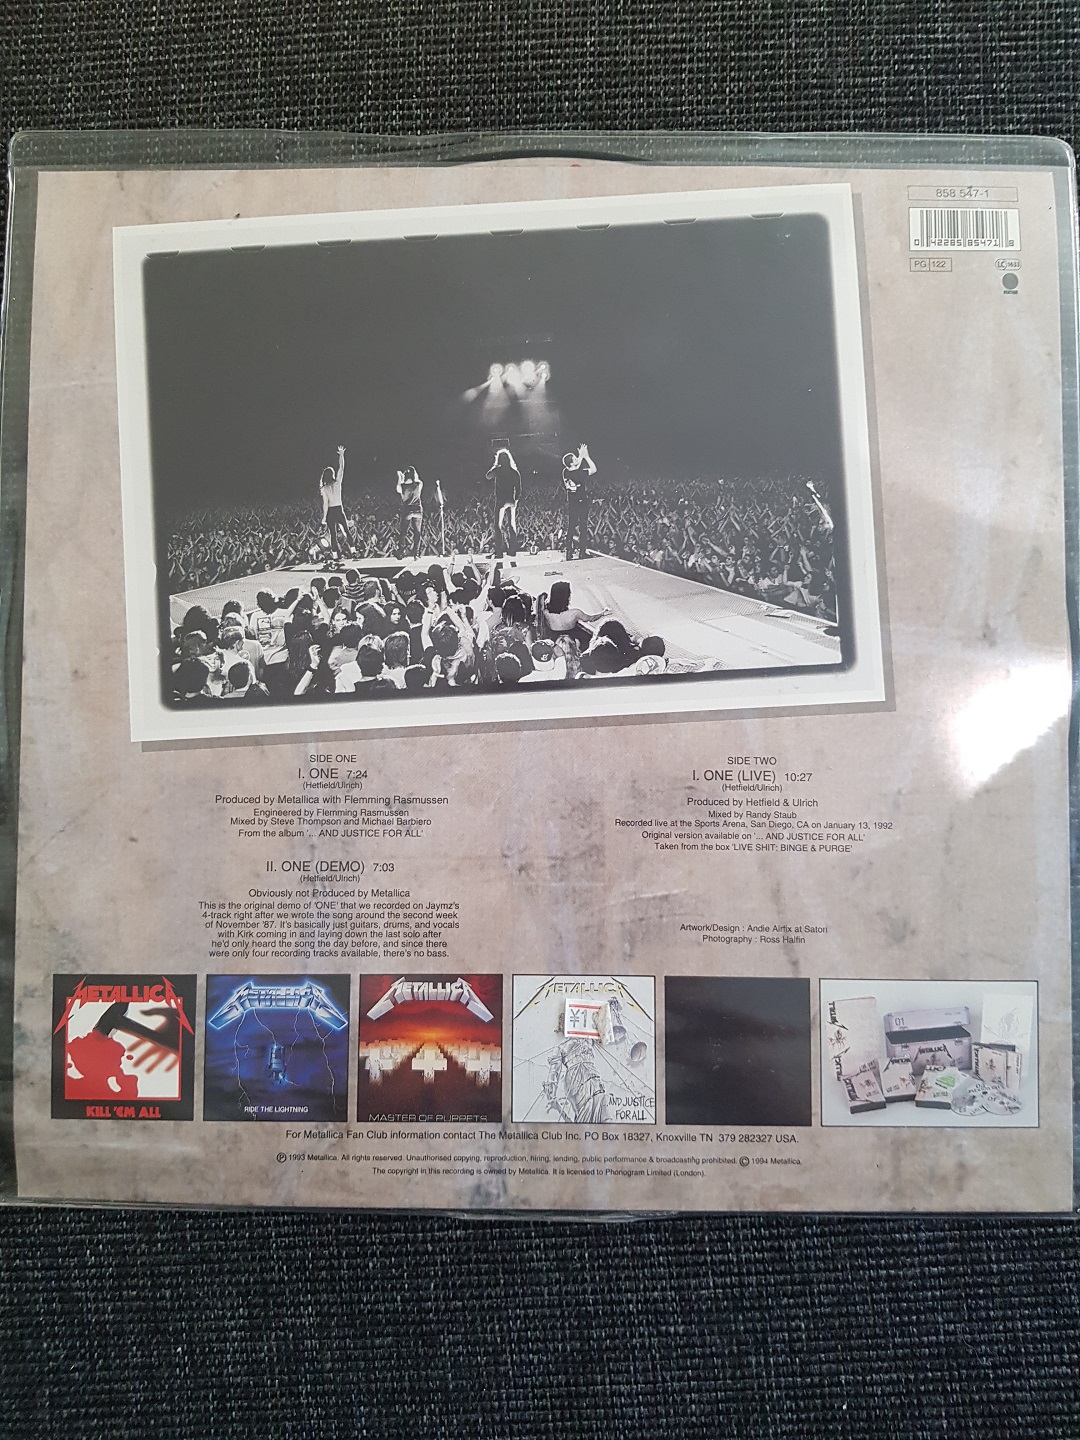 858 547-1
0 42285 85471 8
PG 122
LC
SIDE ONE
I. ONE 7:24
(Hetfield/Ulrich)
Produced by Metallica with Flemming Rasmussen
Engineered by Flemming Rasmussen
Mixed by Steve Thompson and Michael Barbiero
From the album '... AND JUSTICE FOR ALL'
II. ONE (DEMO) 7:03
(Hetfield/Ulrich)
Obviously not Produced by Metallica
This is the original demo of 'ONE' that we recorded on Jaymz's
4-track right after we wrote the song around the second week
of November '87. It's basically just guitars, drums, and vocals
with Kirk coming in and laying down the last solo after
he'd only heard the song the day before, and since there
were only four recording tracks available, there's no bass.
SIDE TWO
I. ONE (LIVE) 10:27
(Hetfield/Ulrich)
Produced by Hetfield & Ulrich
Mixed by Randy Staub
Recorded live at the Sports Arena, San Diego, CA on January 13, 1992
Original version available on '... AND JUSTICE FOR ALL'
Taken from the box 'LIVE SHIT: BINGE & PURGE'
Artwork/Design : Andie Airfix at Satori
Photography : Ross Halfin
METALLICA
KILL 'EM ALL
METALLICA
RIDE THE LIGHTNING
METALLICA
MASTER OF PUPPETS
METALLICA
¥1
...AND JUSTICE
FOR ALL
01
METALLICA
For Metallica Fan Club information contact The Metallica Club Inc. PO Box 18327, Knoxville TN 379 282327 USA.
℗ 1993 Metallica. All rights reserved. Unauthorised copying, reproduction, hiring, lending, public performance & broadcasting prohibited. © 1994 Metallica.
The copyright in this recording is owned by Metallica. It is licensed to Phonogram Limited (London).